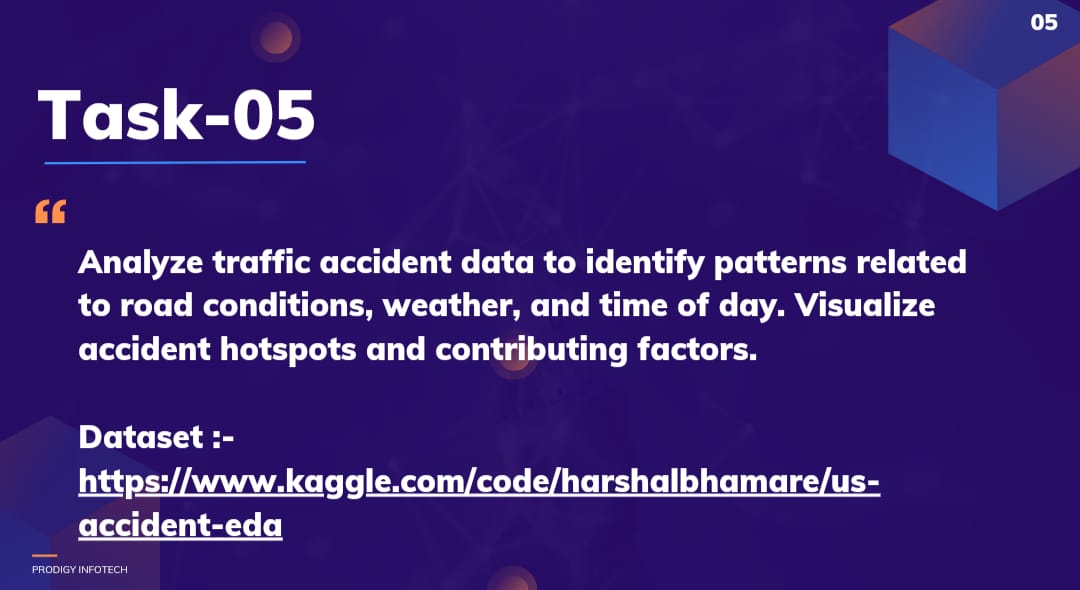 05
Task-05
“
Analyze traffic accident data to identify patterns related
to road conditions, weather, and time of day. Visualize
accident hotspots and contributing factors.
Dataset :-
https://www.kaggle.com/code/harshalbhamare/us-
accident-eda
PRODIGY INFOTECH